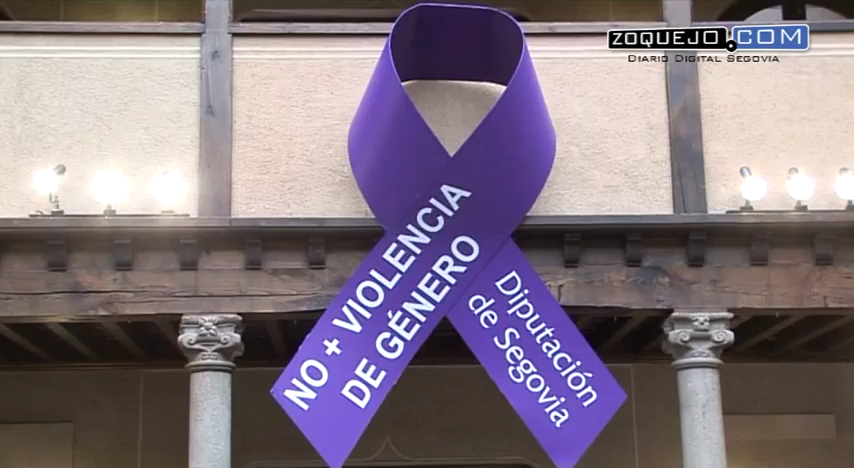 ZOQUEJO.COM
DIARIO DIGITAL SEGOVIA
NO + VIOLENCIA
DE GÉNERO
Diputación
de Segovia